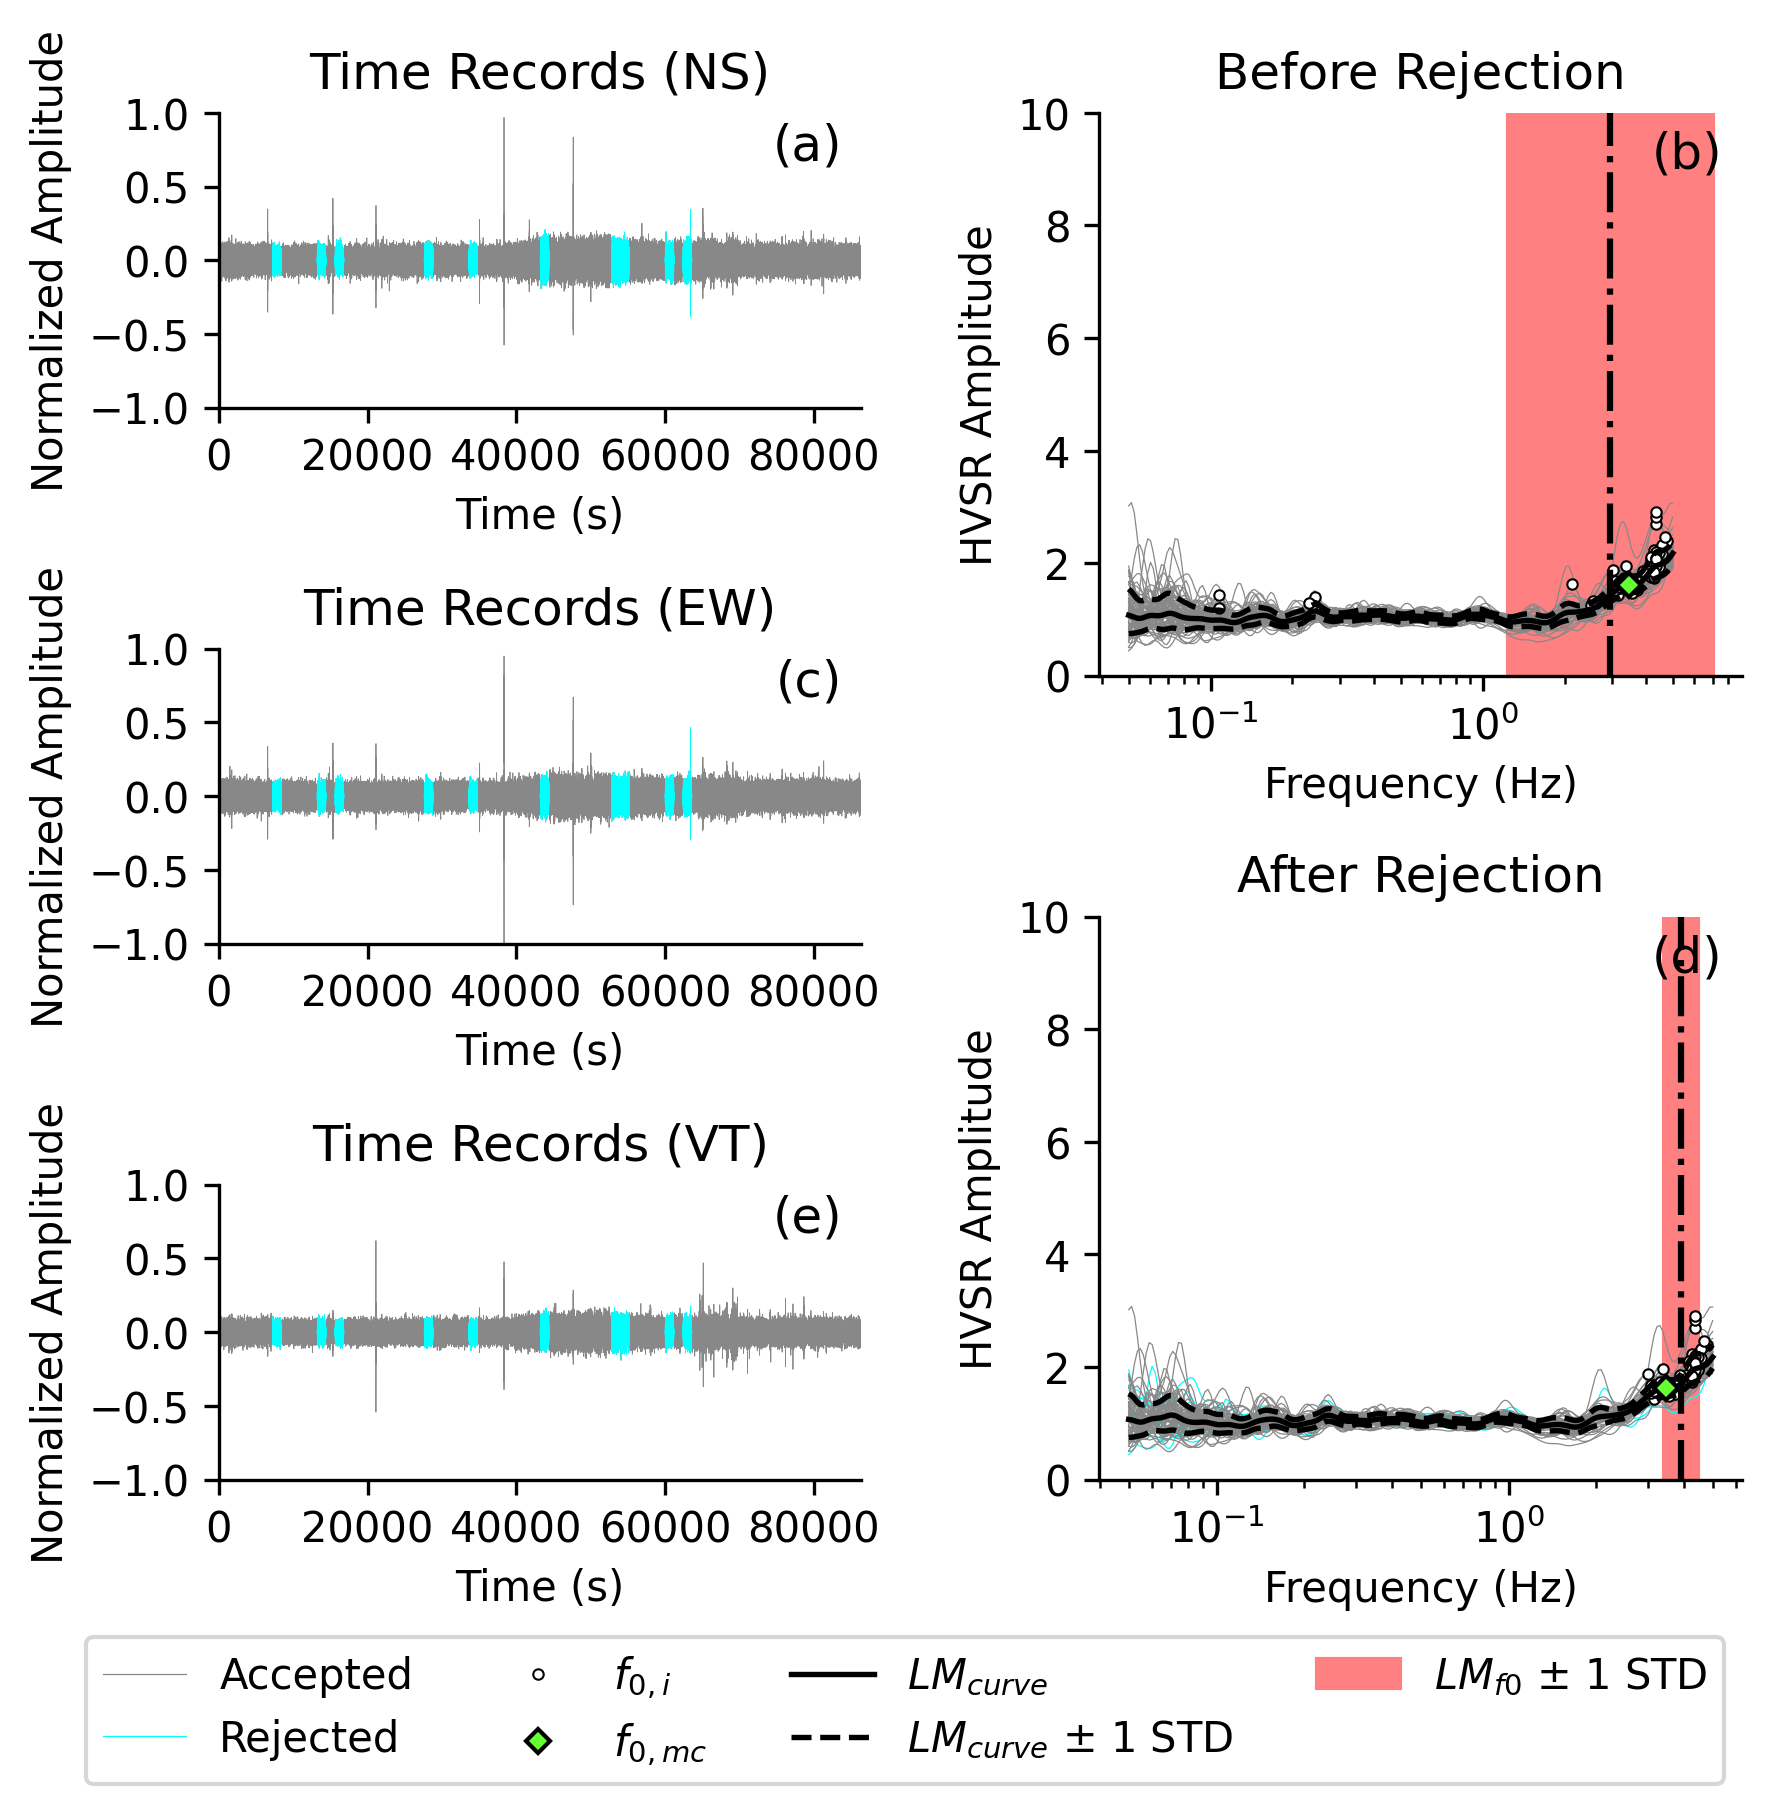 Time Records (NS)
Normalized Amplitude
1.0
0.5
0.0
−0.5
−1.0
(a)
0 20000 40000 60000 80000
Time (s)
Before Rejection
HVSR Amplitude
10
8
6
4
2
0
(b)
10⁻¹ 10⁰
Frequency (Hz)
Time Records (EW)
Normalized Amplitude
1.0
0.5
0.0
−0.5
−1.0
(c)
0 20000 40000 60000 80000
Time (s)
After Rejection
HVSR Amplitude
10
8
6
4
2
0
(d)
10⁻¹ 10⁰
Frequency (Hz)
Time Records (VT)
Normalized Amplitude
1.0
0.5
0.0
−0.5
−1.0
(e)
0 20000 40000 60000 80000
Time (s)
Accepted
Rejected
f0,i
f0,mc
LMcurve
LMcurve ± 1 STD
LMf0 ± 1 STD